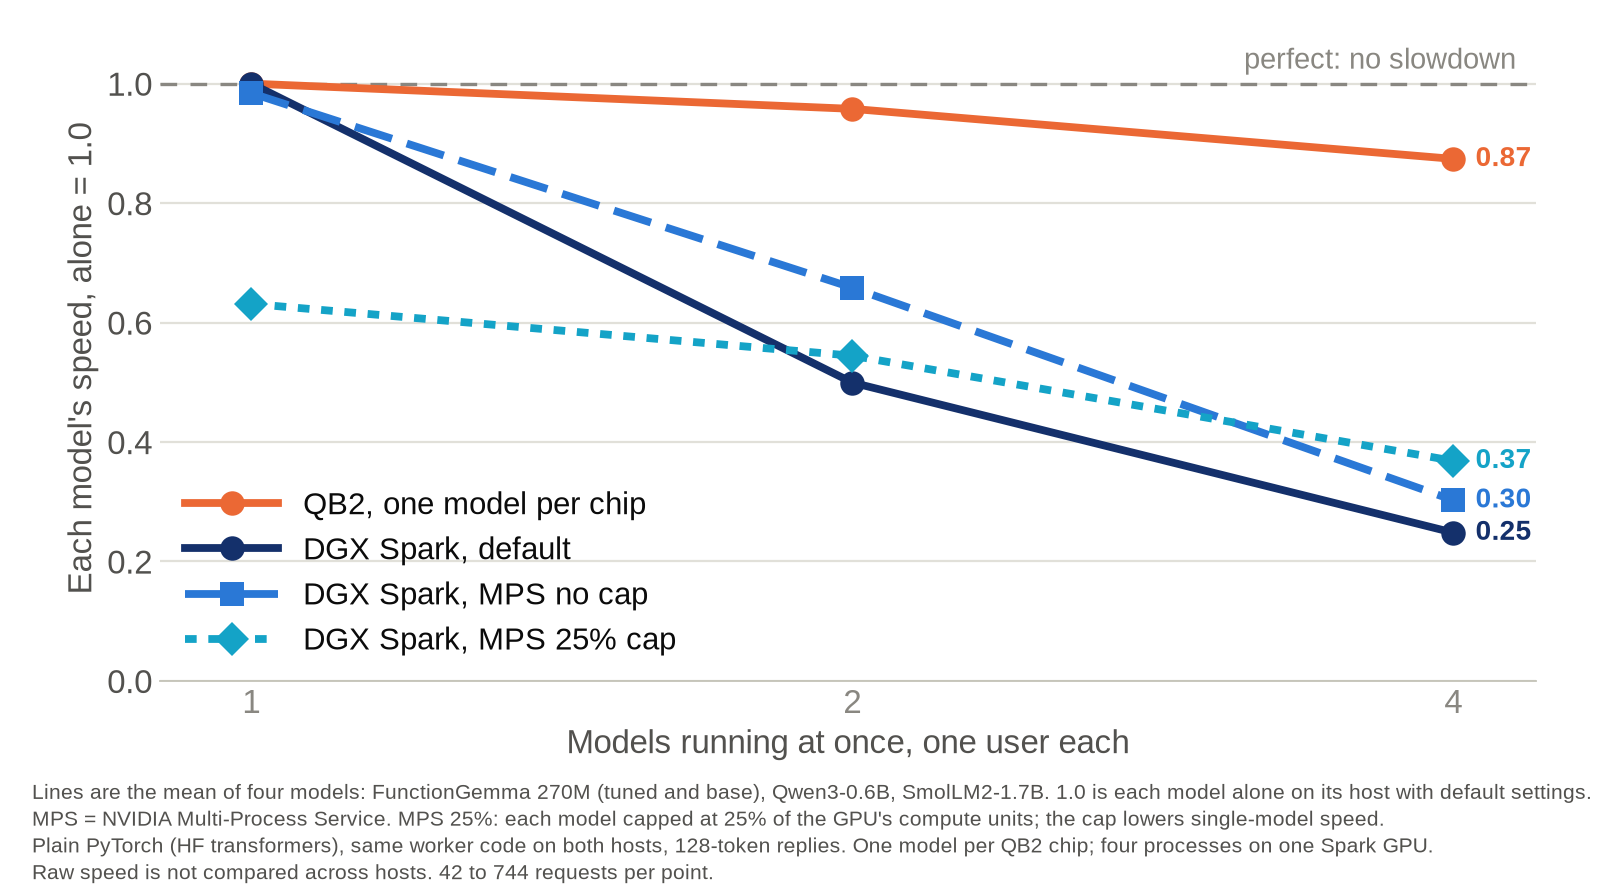 perfect: no slowdown
1.0
0.8
0.6
0.4
0.2
0.0
Each model's speed, alone = 1.0
0.87
0.37
0.30
0.25
QB2, one model per chip
DGX Spark, default
DGX Spark, MPS no cap
DGX Spark, MPS 25% cap
1 2 4
Models running at once, one user each
Lines are the mean of four models: FunctionGemma 270M (tuned and base), Qwen3-0.6B, SmolLM2-1.7B. 1.0 is each model alone on its host with default settings.
MPS = NVIDIA Multi-Process Service. MPS 25%: each model capped at 25% of the GPU's compute units; the cap lowers single-model speed.
Plain PyTorch (HF transformers), same worker code on both hosts, 128-token replies. One model per QB2 chip; four processes on one Spark GPU.
Raw speed is not compared across hosts. 42 to 744 requests per point.